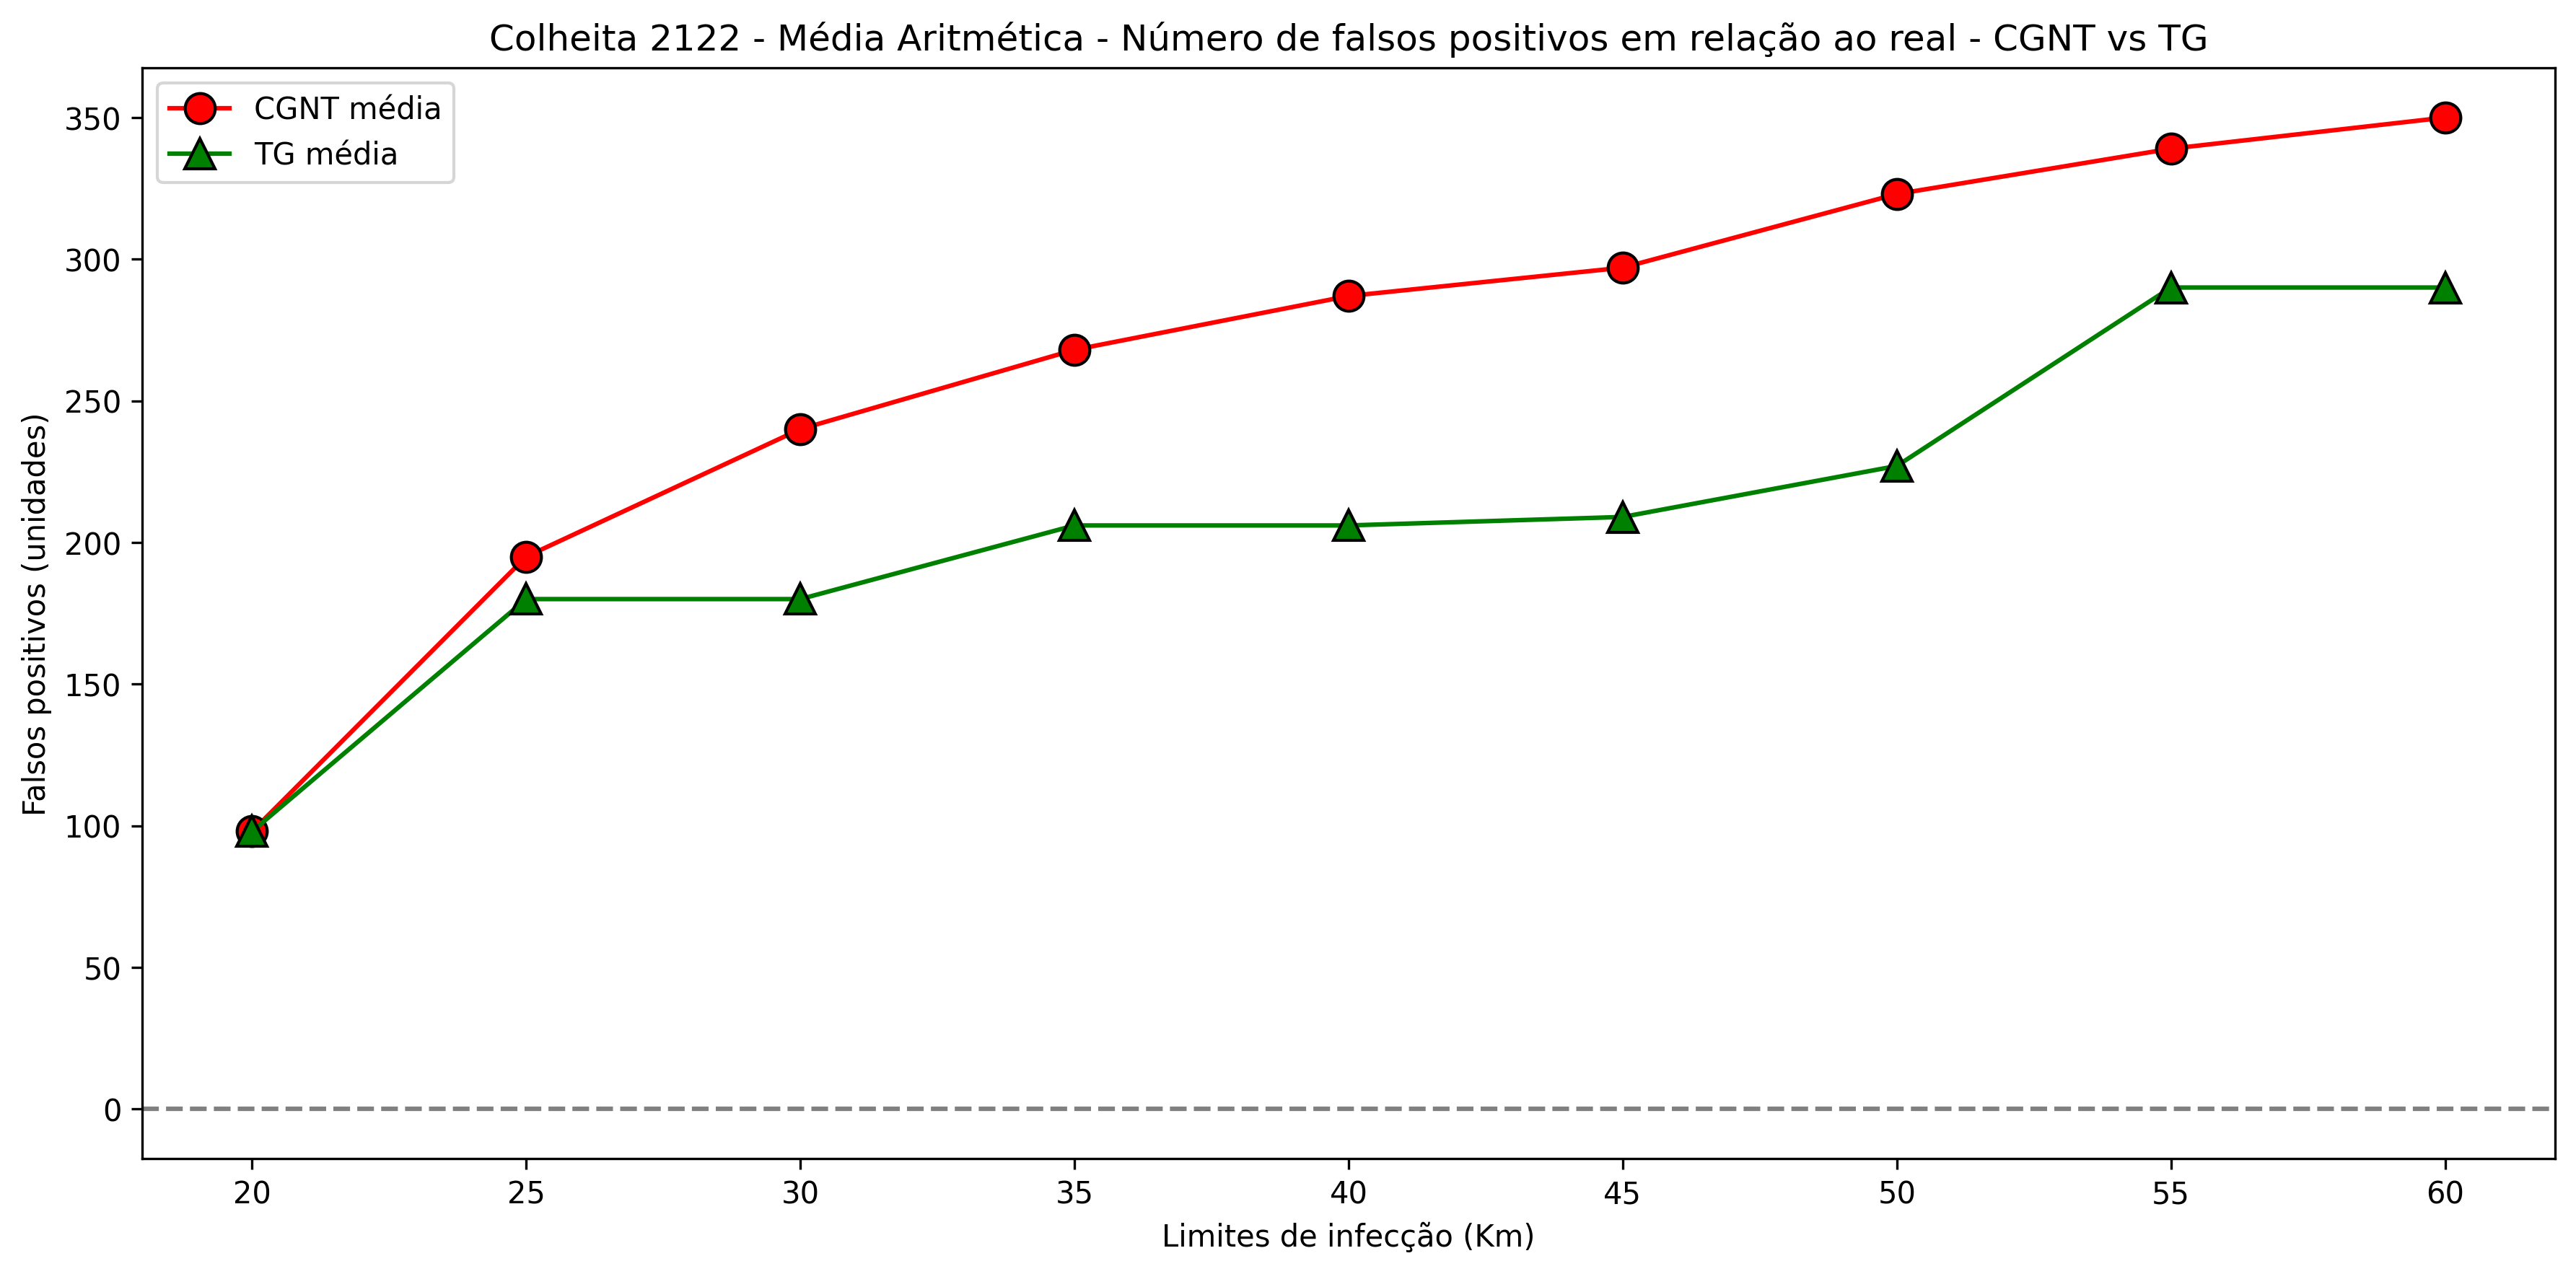 Colheita 2122 - Média Aritmética - Número de falsos positivos em relação ao real - CGNT vs TG
CGNT média
TG média
Falsos positivos (unidades)
350
300
250
200
150
100
50
0
20 25 30 35 40 45 50 55 60
Limites de infecção (Km)